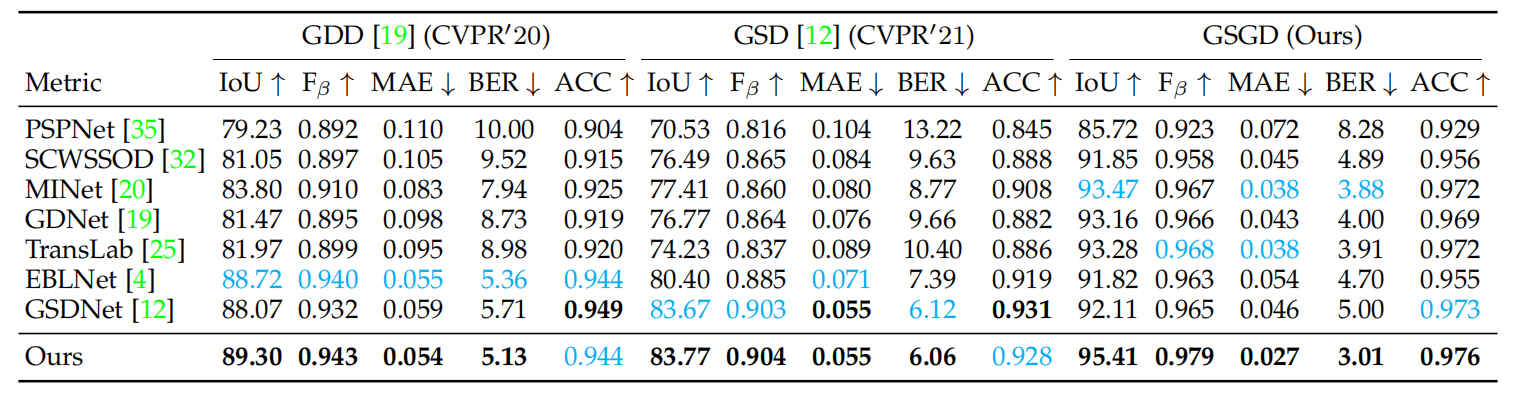 GDD [19] (CVPR′20) GSD [12] (CVPR′21) GSGD (Ours)
Metric IoU ↑ Fβ ↑ MAE ↓ BER ↓ ACC ↑ IoU ↑ Fβ ↑ MAE ↓ BER ↓ ACC ↑ IoU ↑ Fβ ↑ MAE ↓ BER ↓ ACC ↑
PSPNet [35] 79.23 0.892 0.110 10.00 0.904 70.53 0.816 0.104 13.22 0.845 85.72 0.923 0.072 8.28 0.929
SCWSSOD [32] 81.05 0.897 0.105 9.52 0.915 76.49 0.865 0.084 9.63 0.888 91.85 0.958 0.045 4.89 0.956
MINet [20] 83.80 0.910 0.083 7.94 0.925 77.41 0.860 0.080 8.77 0.908 93.47 0.967 0.038 3.88 0.972
GDNet [19] 81.47 0.895 0.098 8.73 0.919 76.77 0.864 0.076 9.66 0.882 93.16 0.966 0.043 4.00 0.969
TransLab [25] 81.97 0.899 0.095 8.98 0.920 74.23 0.837 0.089 10.40 0.886 93.28 0.968 0.038 3.91 0.972
EBLNet [4] 88.72 0.940 0.055 5.36 0.944 80.40 0.885 0.071 7.39 0.919 91.82 0.963 0.054 4.70 0.955
GSDNet [12] 88.07 0.932 0.059 5.71 0.949 83.67 0.903 0.055 6.12 0.931 92.11 0.965 0.046 5.00 0.973
Ours 89.30 0.943 0.054 5.13 0.944 83.77 0.904 0.055 6.06 0.928 95.41 0.979 0.027 3.01 0.976